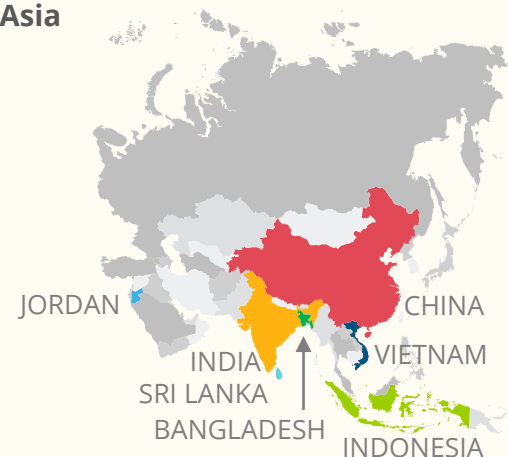 Asia
JORDAN
CHINA
INDIA
VIETNAM
SRI LANKA
BANGLADESH
INDONESIA